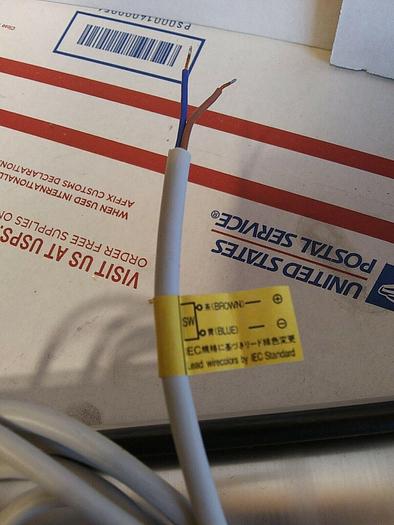 PS00001000014
WHEN USED INTERNATIONALLY
AFFIX CUSTOMS DECLARATION
VISIT US AT USPS.
ORDER FREE SUPPLIES ON
UNITED STATES
POSTAL SERVICE®
SW
茶(BROWN) — ⊕
青(BLUE) — ⊖
IEC規格に基づきリード線色変更
Lead wirecolors by IEC Standard